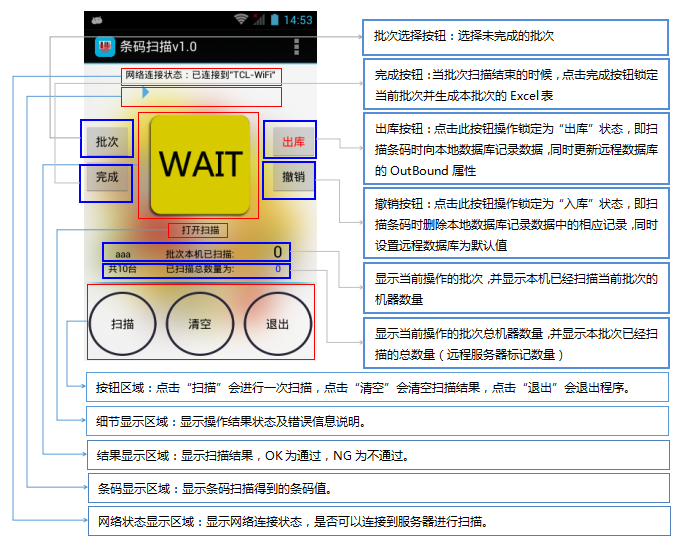 14:53
条码扫描v1.0
网络连接状态：已连接到"TCL-WiFi"
批次
WAIT
出库
完成
撤销
打开扫描
aaa 批次本机已扫描: 0
共10台 已扫描总数量为: 0
扫描 清空 退出
批次选择按钮：选择未完成的批次
完成按钮：当批次扫描结束的时候，点击完成按钮锁定
当前批次并生成本批次的 Excel 表
出库按钮：点击此按钮操作锁定为“出库”状态，即扫
描条码时向本地数据库记录数据，同时更新远程数据库
的 OutBound 属性
撤销按钮：点击此按钮操作锁定为“入库”状态，即扫
描条码时删除本地数据库记录数据中的相应记录，同时
设置远程数据库为默认值
显示当前操作的批次，并显示本机已经扫描当前批次的
机器数量
显示当前操作的批次总机器数量，并显示本批次已经扫
描的总数量（远程服务器标记数量）
按钮区域：点击“扫描”会进行一次扫描，点击“清空”会清空扫描结果，点击“退出”会退出程序。
细节显示区域：显示操作结果状态及错误信息说明。
结果显示区域：显示扫描结果，OK 为通过，NG 为不通过。
条码显示区域：显示条码扫描得到的条码值。
网络状态显示区域：显示网络连接状态，是否可以连接到服务器进行扫描。